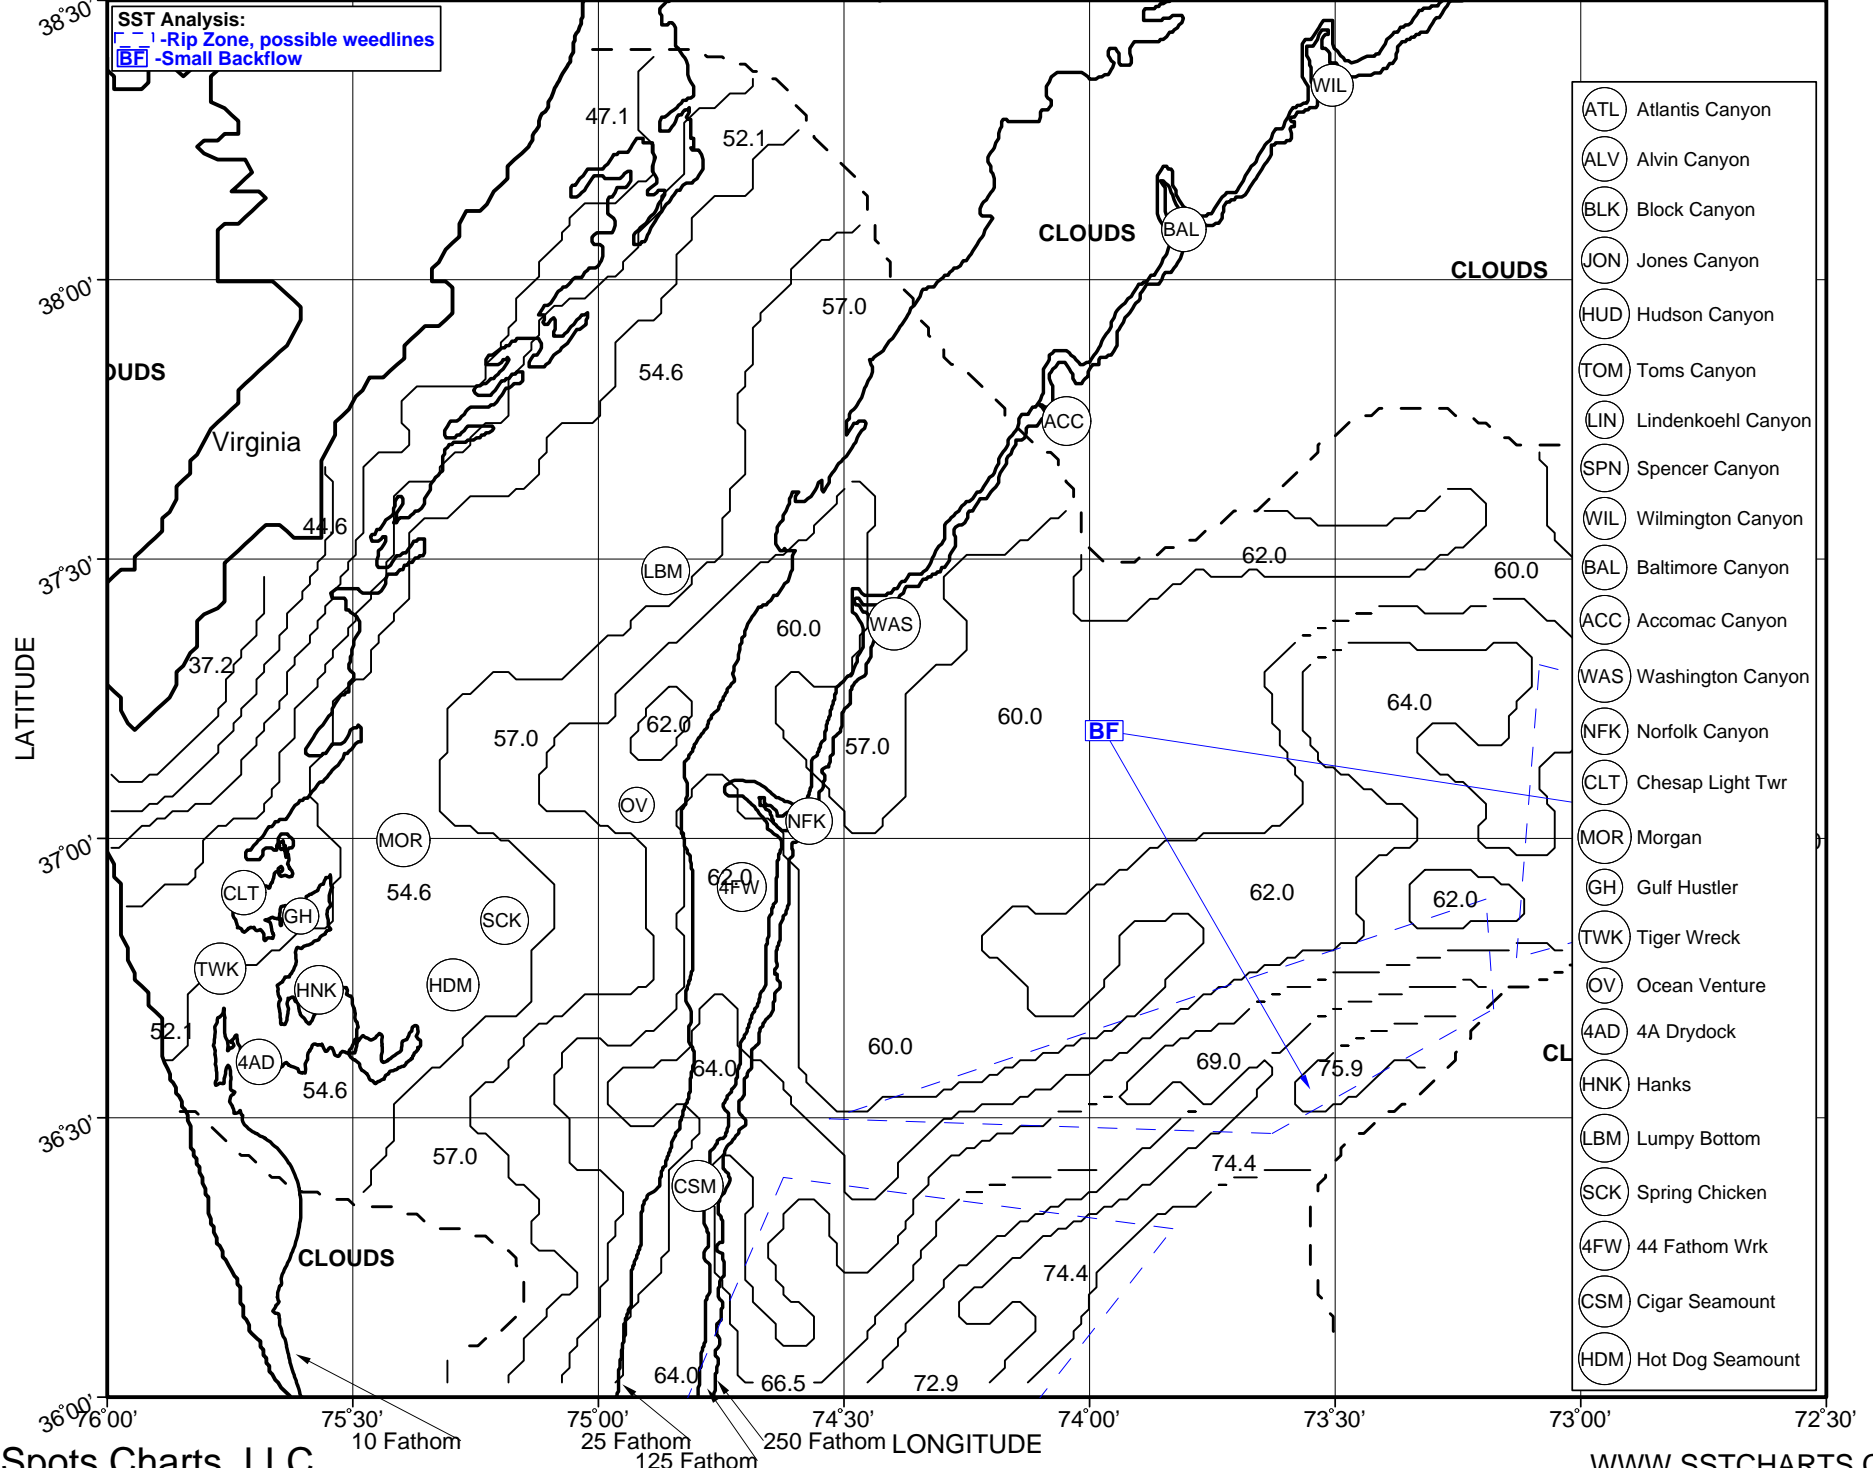 38°30'
SST Analysis:
-Rip Zone, possible weedlines
BF -Small Backflow
47.1
52.1
WIL
BAL
CLOUDS
CLOUDS
38°00'
57.0
OUDS
54.6
ACC
Virginia
44.6
62.0
37°30'
LBM
60.0
WAS
60.0
LATITUDE
37.2
64.0
60.0
62.0
BF
57.0
57.0
OV
NFK
37°00'
MOR
62.0
4FW
CLT
54.6
62.0
62.0
GH
SCK
TWK
HNK
HDM
52.1
60.0
CL
4AD
64.0
69.0
75.9
54.6
36°30'
57.0
74.4
CSM
CLOUDS
74.4
64.0
66.5
72.9
36°00'
ATL Atlantis Canyon
ALV Alvin Canyon
BLK Block Canyon
JON Jones Canyon
HUD Hudson Canyon
TOM Toms Canyon
LIN Lindenkoehl Canyon
SPN Spencer Canyon
WIL Wilmington Canyon
BAL Baltimore Canyon
ACC Accomac Canyon
WAS Washington Canyon
NFK Norfolk Canyon
CLT Chesap Light Twr
MOR Morgan
GH Gulf Hustler
TWK Tiger Wreck
OV Ocean Venture
4AD 4A Drydock
HNK Hanks
LBM Lumpy Bottom
SCK Spring Chicken
4FW 44 Fathom Wrk
CSM Cigar Seamount
HDM Hot Dog Seamount
76°00' 75°30' 75°00' 74°30' 74°00' 73°30' 73°00' 72°30'
10 Fathom 25 Fathom 250 Fathom LONGITUDE
125 Fathom
Spots Charts, LLC
WWW.SSTCHARTS.C